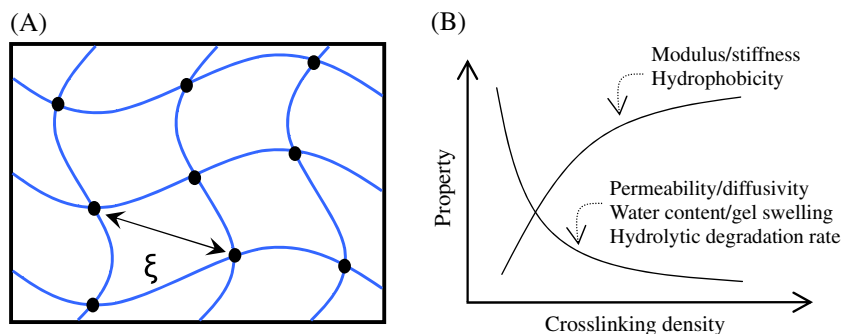 (A)
ξ
(B)
Modulus/stiffness
Hydrophobicity
Property
Permeability/diffusivity
Water content/gel swelling
Hydrolytic degradation rate
Crosslinking density